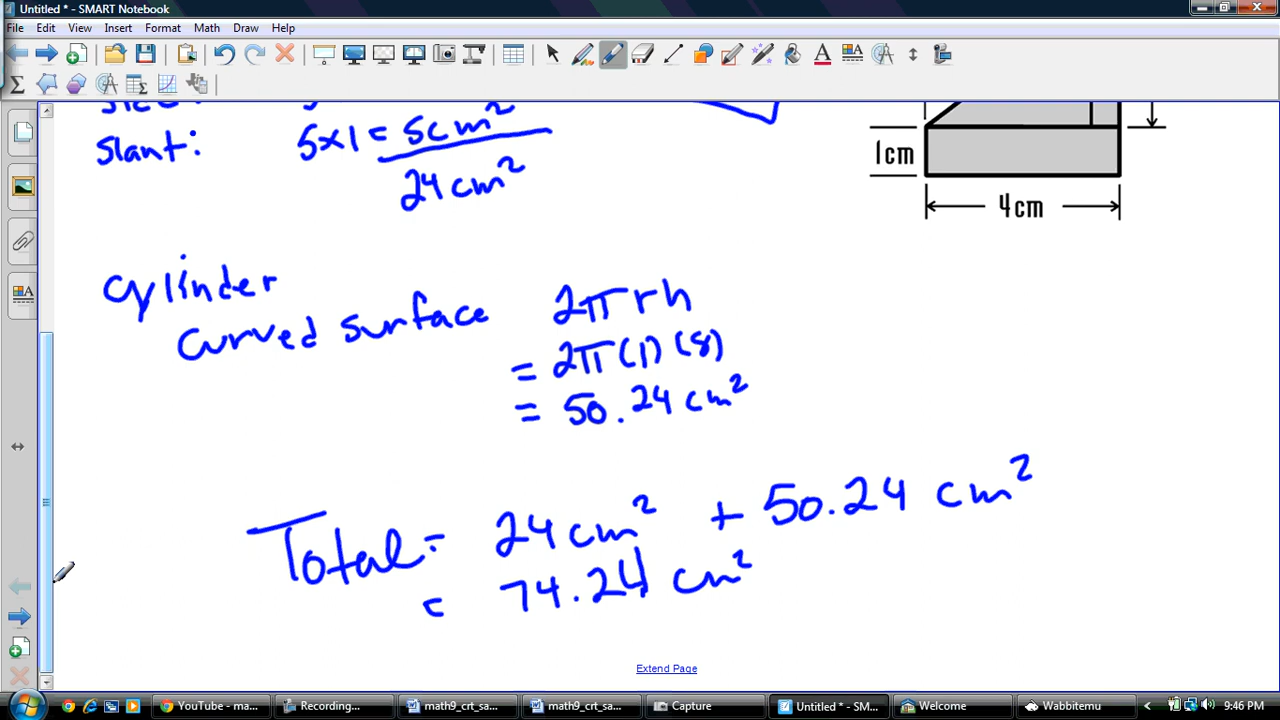 Untitled * - SMART Notebook
File Edit View Insert Format Math Draw Help
slant: 5×1 = 5cm²
24 cm²
1cm
4cm
cylinder
curved surface 2πrh
= 2π(1)(8)
= 50.24 cm²
Total = 24cm² + 50.24 cm²
= 74.24 cm²
Extend Page
YouTube - ma... Recording... math9_crt_sa... math9_crt_sa... Capture Untitled * - SM... Welcome Wabbitemu 9:46 PM